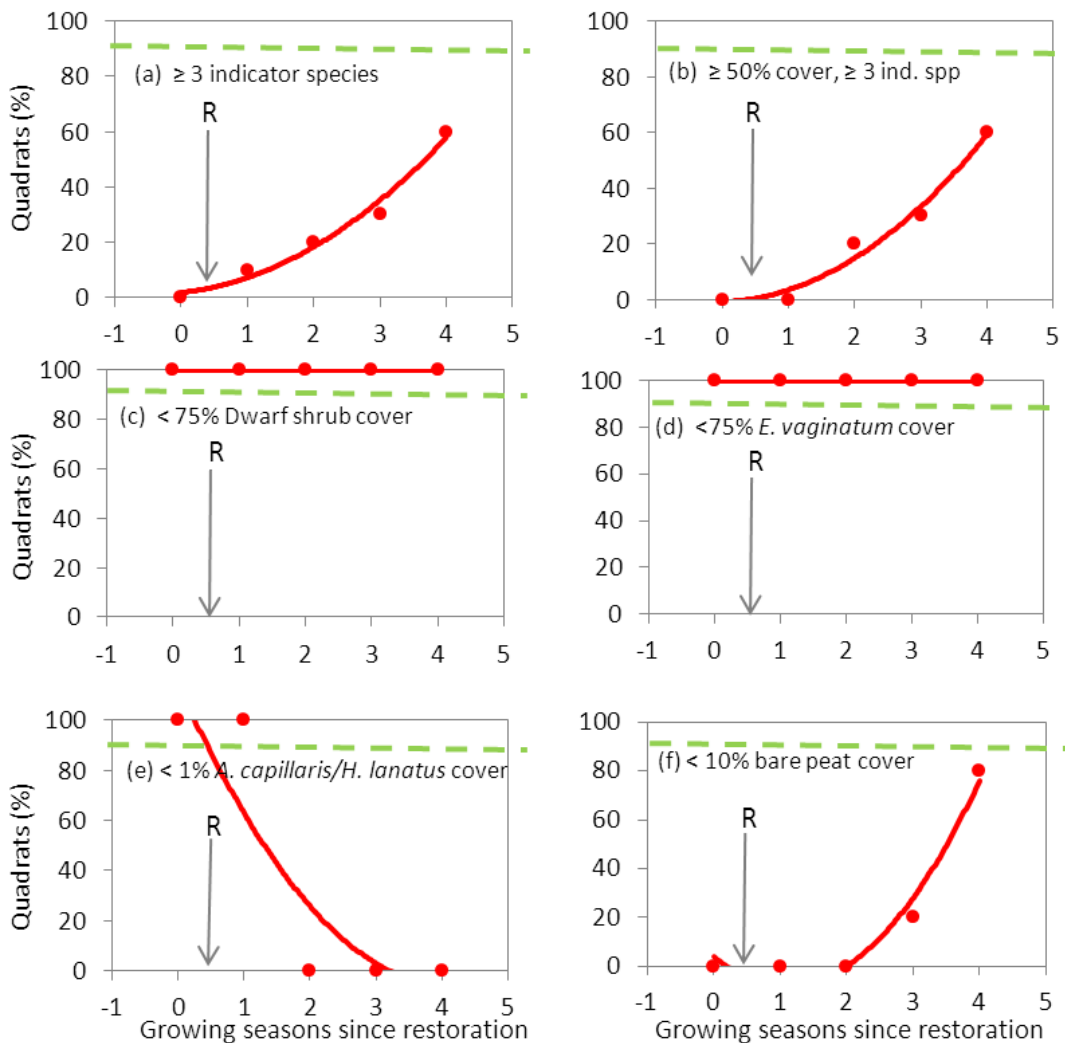 Quadrats (%)
100
80
60
40
20
0
(a) ≥ 3 indicator species
R
-1 0 1 2 3 4 5
100
80
60
40
20
0
(b) ≥ 50% cover, ≥ 3 ind. spp
R
-1 0 1 2 3 4 5
Quadrats (%)
100
80
60
40
20
0
(c) < 75% Dwarf shrub cover
R
-1 0 1 2 3 4 5
100
80
60
40
20
0
(d) <75% E. vaginatum cover
R
-1 0 1 2 3 4 5
Quadrats (%)
100
80
60
40
20
0
(e) < 1% A. capillaris/H. lanatus cover
R
-1 0 1 2 3 4 5
Growing seasons since restoration
100
80
60
40
20
0
(f) < 10% bare peat cover
R
-1 0 1 2 3 4 5
Growing seasons since restoration